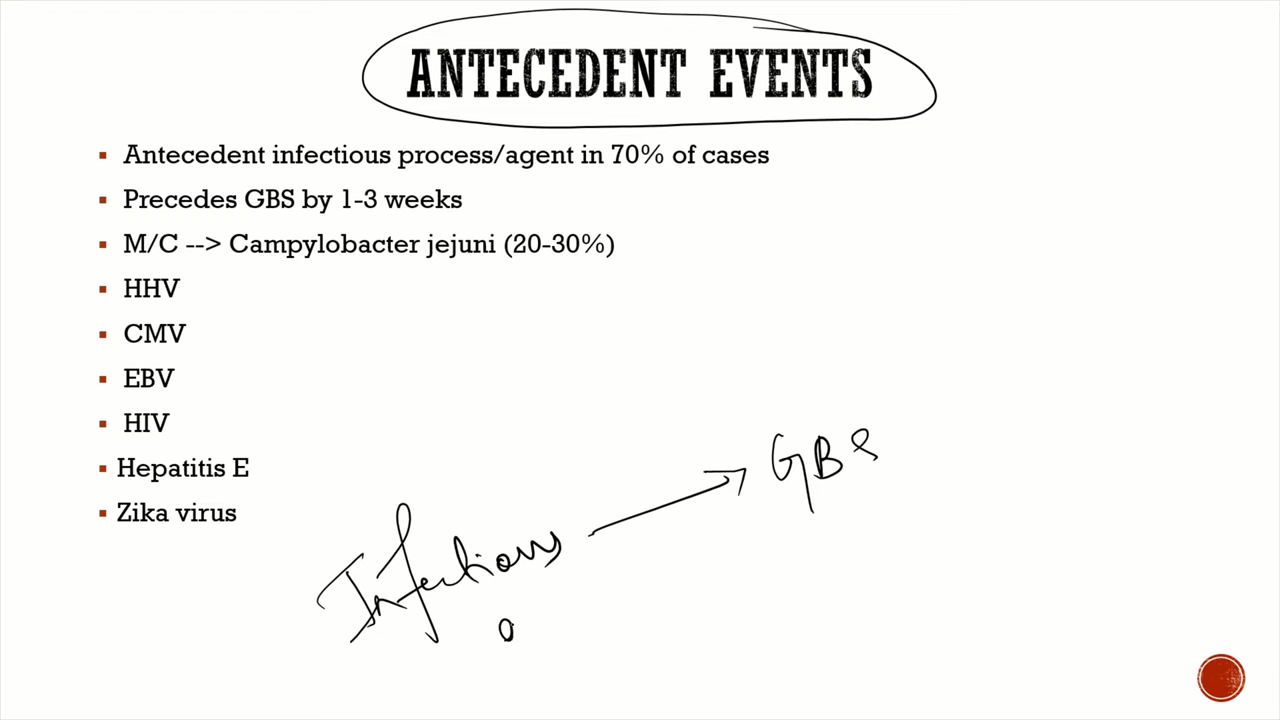 ANTECEDENT EVENTS
Antecedent infectious process/agent in 70% of cases
Precedes GBS by 1-3 weeks
M/C --> Campylobacter jejuni (20-30%)
HHV
CMV
EBV
HIV
Hepatitis E
Zika virus
GBS
Infectious